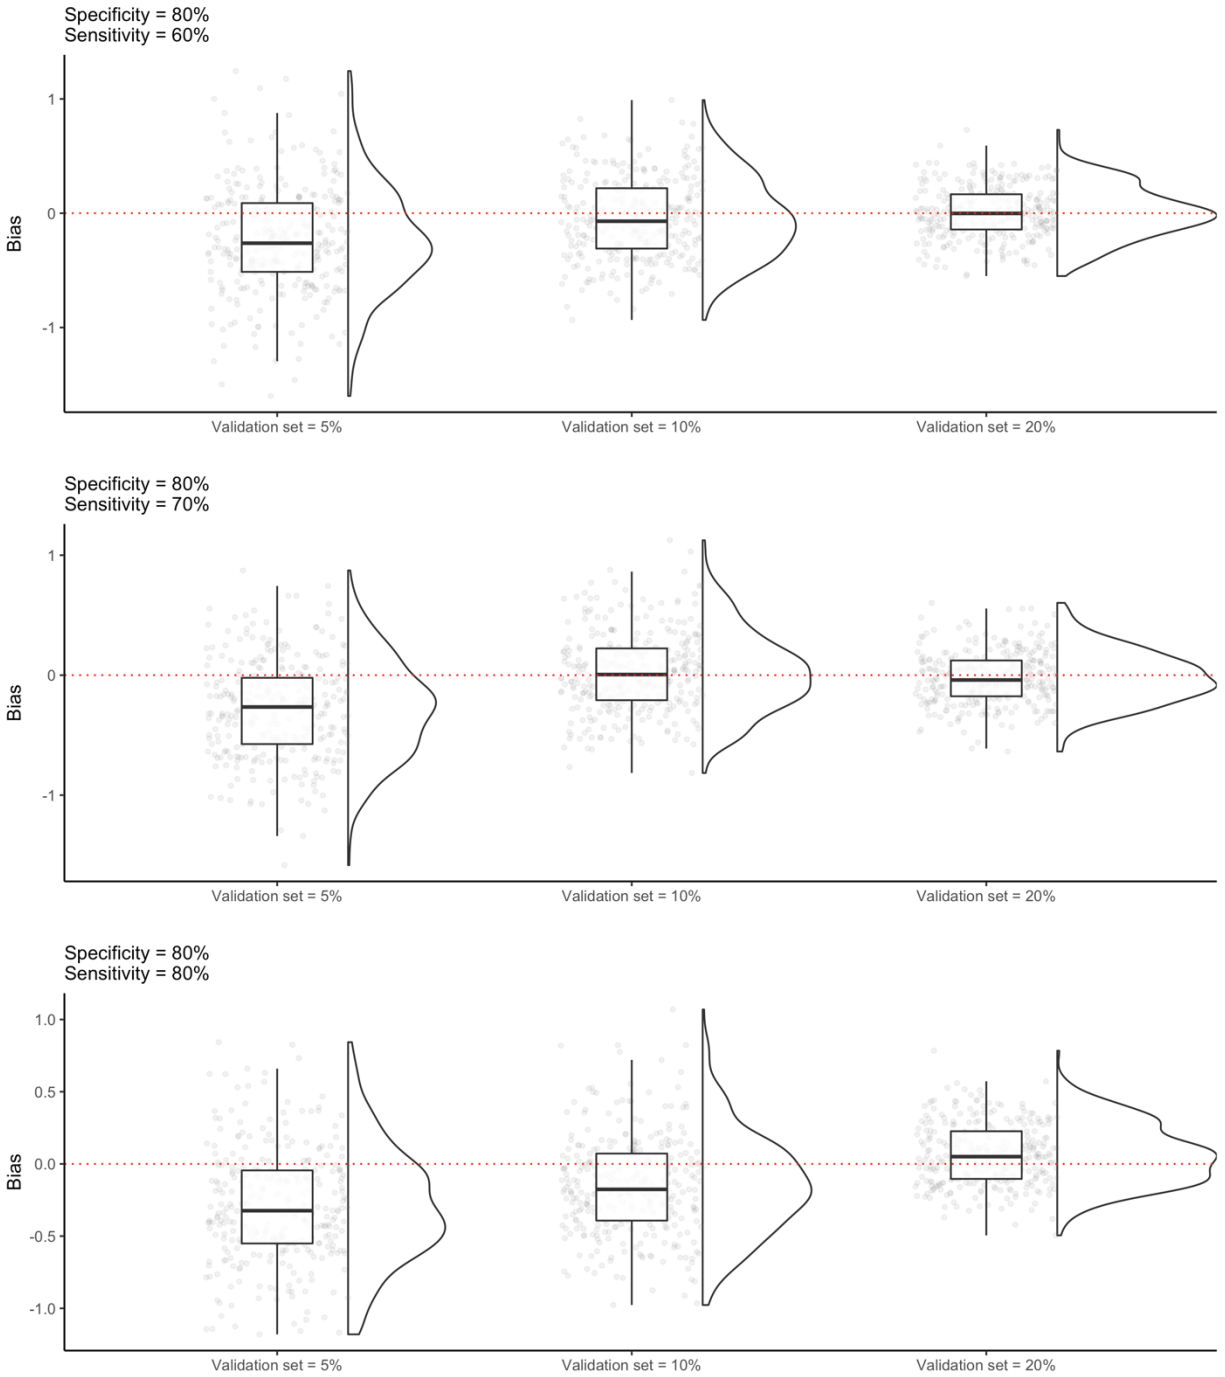 Specificity = 80%
Sensitivity = 60%
1
0
-1
Bias
Validation set = 5%
Validation set = 10%
Validation set = 20%
Specificity = 80%
Sensitivity = 70%
1
0
-1
Bias
Validation set = 5%
Validation set = 10%
Validation set = 20%
Specificity = 80%
Sensitivity = 80%
1.0
0.5
0.0
-0.5
-1.0
Bias
Validation set = 5%
Validation set = 10%
Validation set = 20%